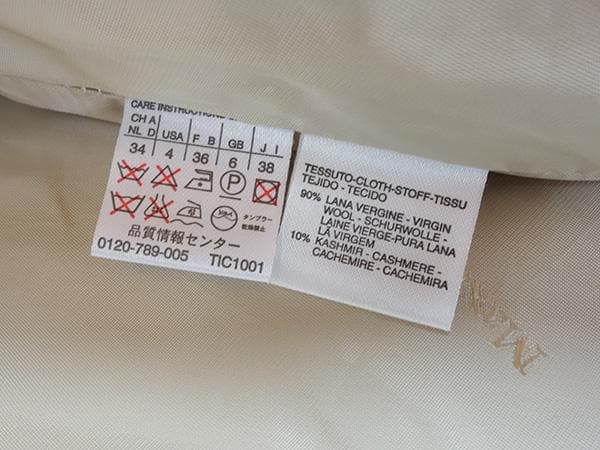 CARE INSTRUCTIONS
CH A
NL D USA F B GB J I
34 4 36 6 38
P
タンブラー
乾燥禁ズ
品質情報センター
0120-789-005 TIC1001
TESSUTO-CLOTH-STOFF-TISSU
TEJIDO - TECIDO
90% LANA VERGINE - VIRGIN
WOOL - SCHURWOLLE -
LAINE VIERGE-PURA LANA
LÃ VIRGEM
10% KASHMIR - CASHMERE -
CACHEMIRE - CACHEMIRA